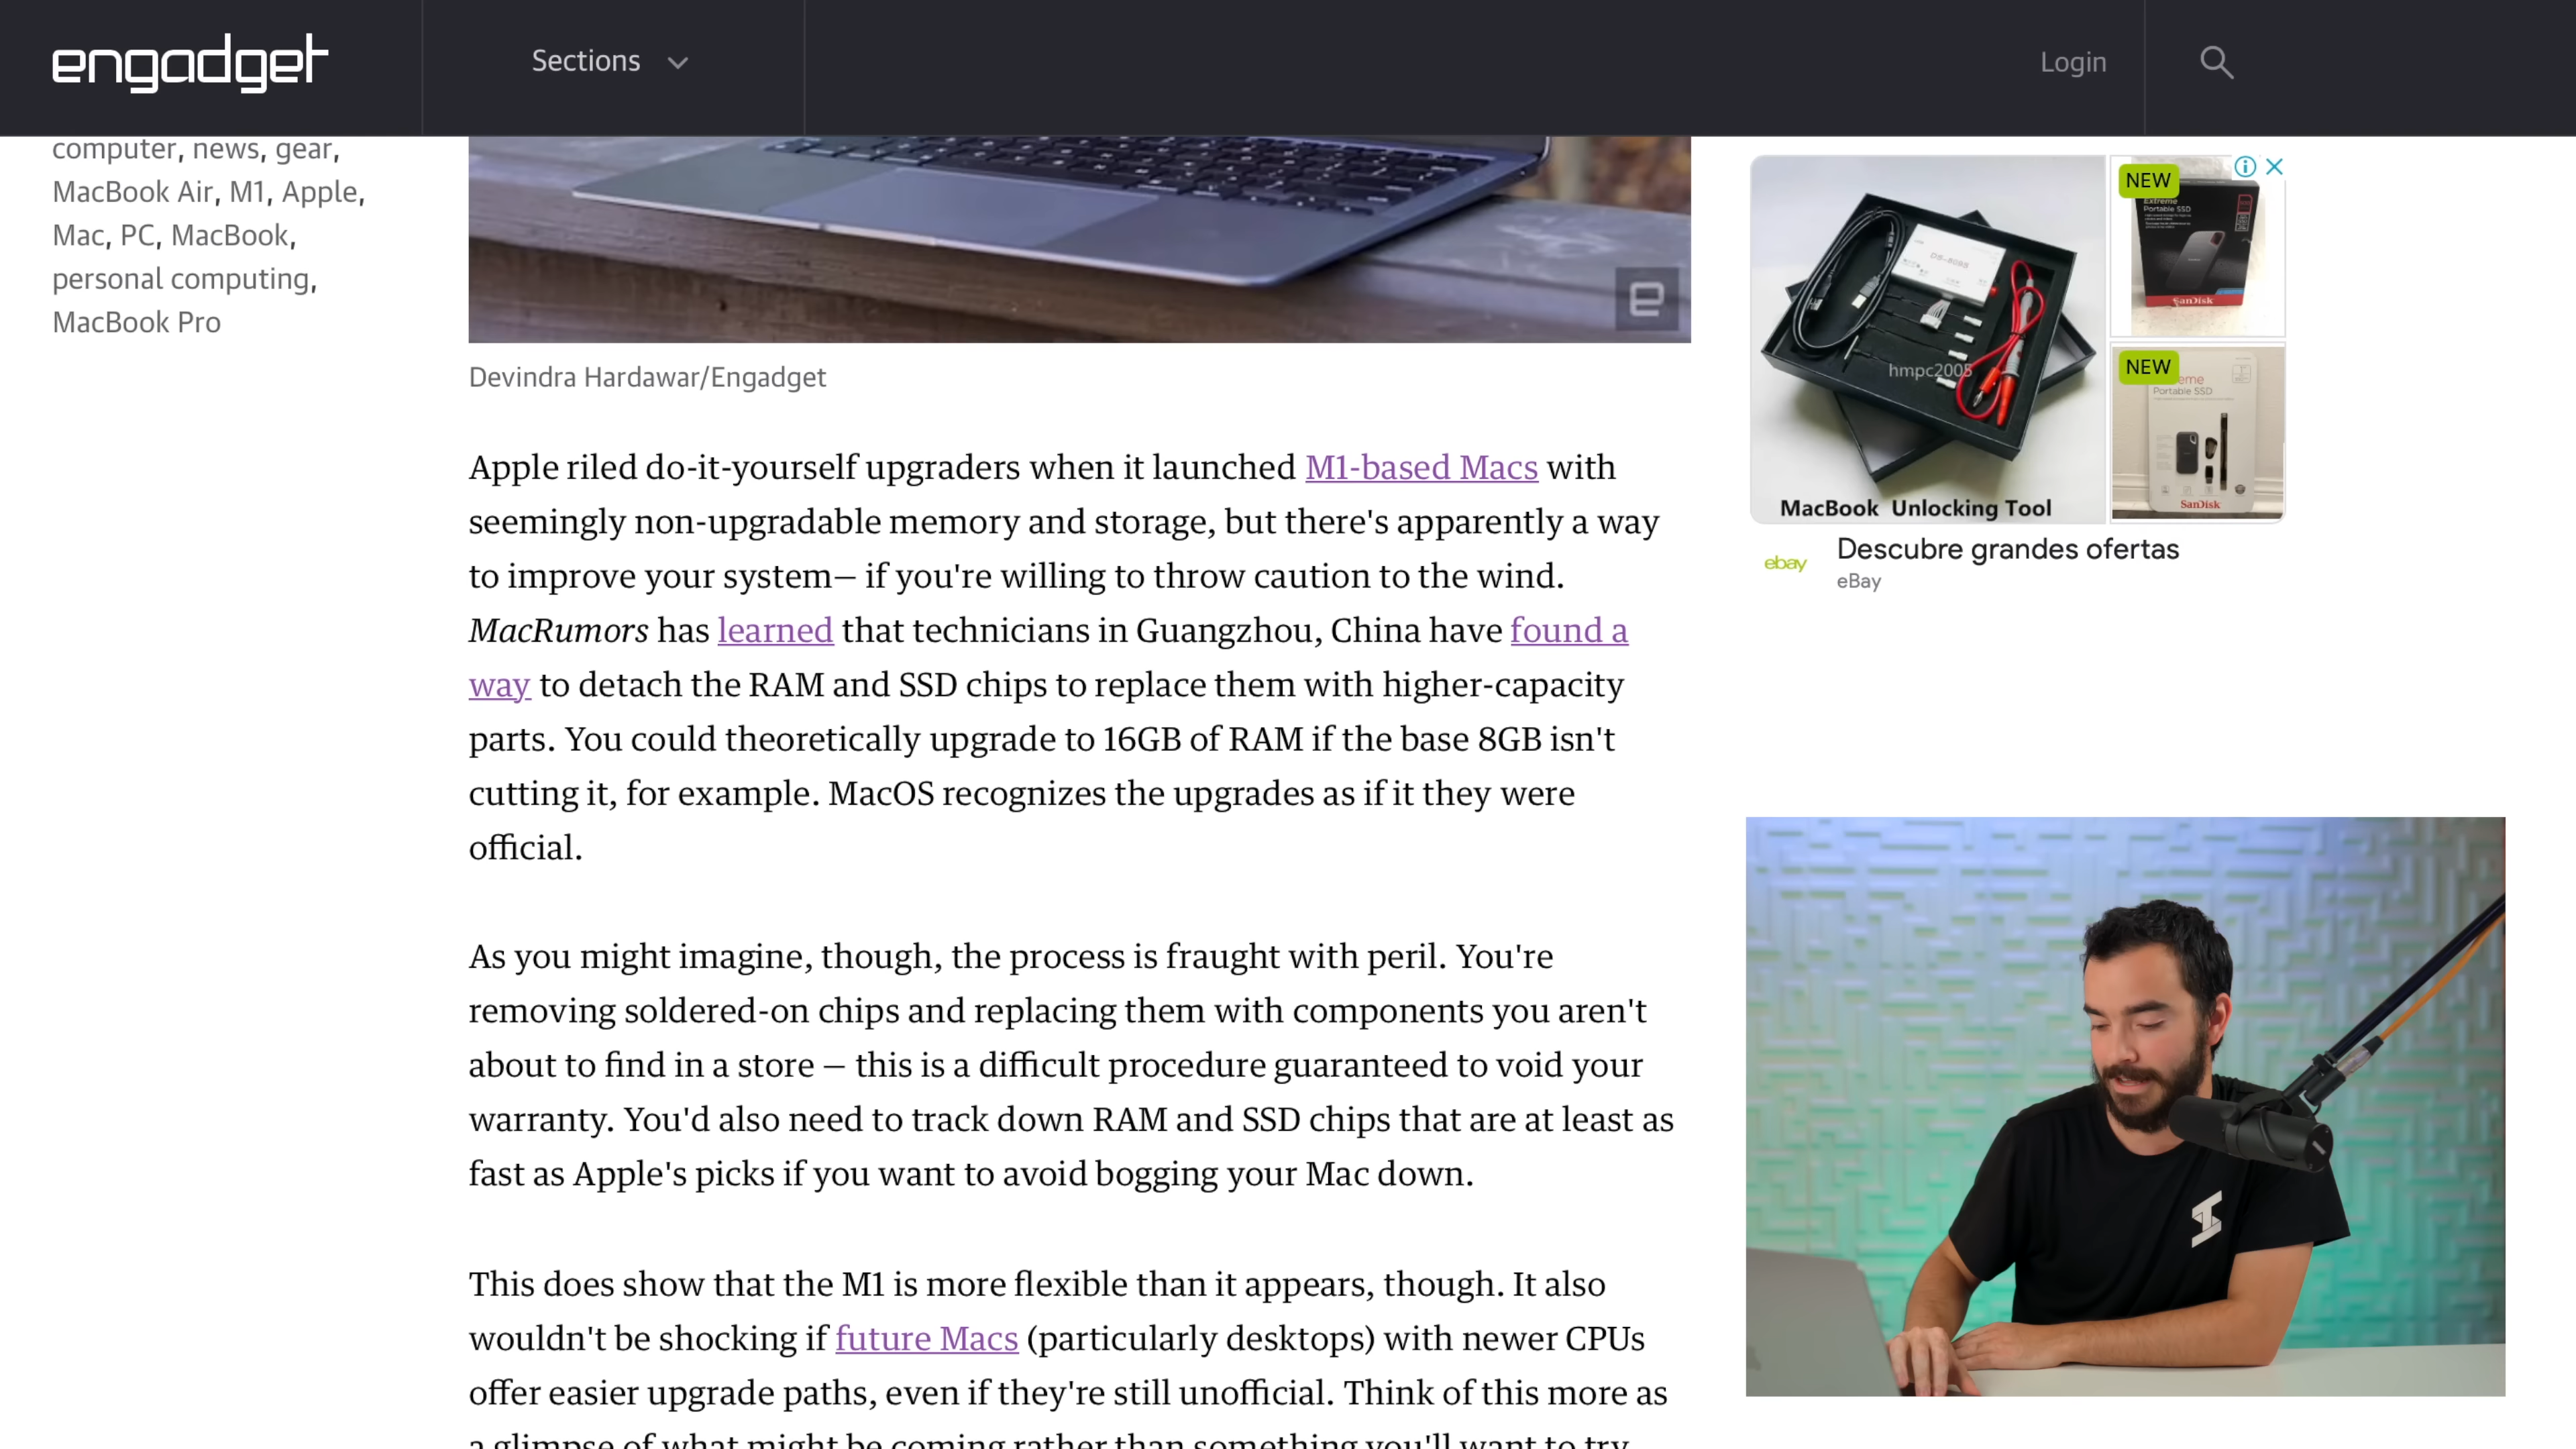 engadget
Sections
Login
computer, news, gear,
MacBook Air, M1, Apple,
Mac, PC, MacBook,
personal computing,
MacBook Pro
e
Devindra Hardawar/Engadget
Apple riled do-it-yourself upgraders when it launched M1-based Macs with
seemingly non-upgradable memory and storage, but there's apparently a way
to improve your system— if you're willing to throw caution to the wind.
MacRumors has learned that technicians in Guangzhou, China have found a
way to detach the RAM and SSD chips to replace them with higher-capacity
parts. You could theoretically upgrade to 16GB of RAM if the base 8GB isn't
cutting it, for example. MacOS recognizes the upgrades as if it they were
official.
As you might imagine, though, the process is fraught with peril. You're
removing soldered-on chips and replacing them with components you aren't
about to find in a store — this is a difficult procedure guaranteed to void your
warranty. You'd also need to track down RAM and SSD chips that are at least as
fast as Apple's picks if you want to avoid bogging your Mac down.
This does show that the M1 is more flexible than it appears, though. It also
wouldn't be shocking if future Macs (particularly desktops) with newer CPUs
offer easier upgrade paths, even if they're still unofficial. Think of this more as
a glimpse of what might be coming rather than something you'll want to try
hmpc2005
MacBook Unlocking Tool
NEW
Extreme
Portable SSD
SanDisk
NEW
Portable SSD
SanDisk
ebay
Descubre grandes ofertas
eBay